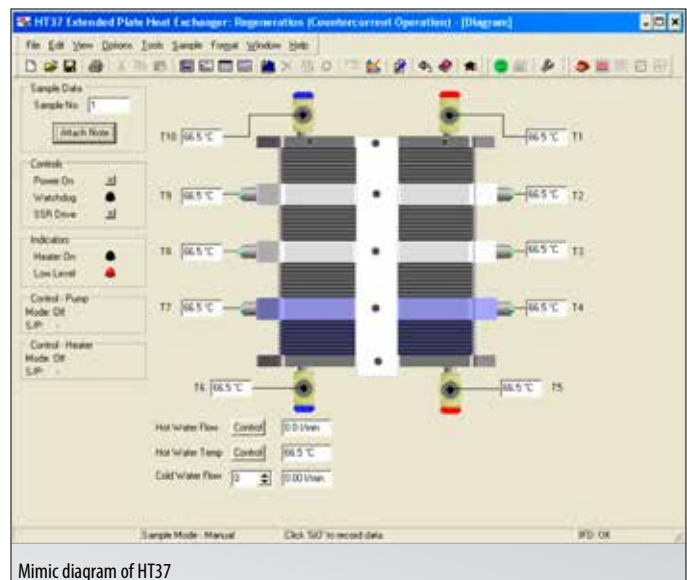 HT37 Extended Plate Heat Exchanger: Regeneration (Countercurrent Operation) - [Diagram]
File Edit View Options Tools Sample Format Window Help
Sample Data
Sample No. 1
Attach Note
Controls
Power On
Watchdog
SSR Drive
Indicators
Heater On
Low Level
Control - Pump
Mode: Off
S/P: -
Control - Heater
Mode: Off
S/P: -
T10 66.5 °C
T1 66.5 °C
T9 66.5 °C
66.5 °C T2
T8 66.5 °C
66.5 °C T3
T7 66.5 °C
66.5 °C T4
T6 66.5 °C
66.5 °C T5
Hot Water Flow Control 0.0 l/min
Hot Water Temp Control 66.5 °C
Cold Water Flow 0 0.00 l/min
Sample Mode : Manual Click 'GO' to record data IFD: OK
Mimic diagram of HT37